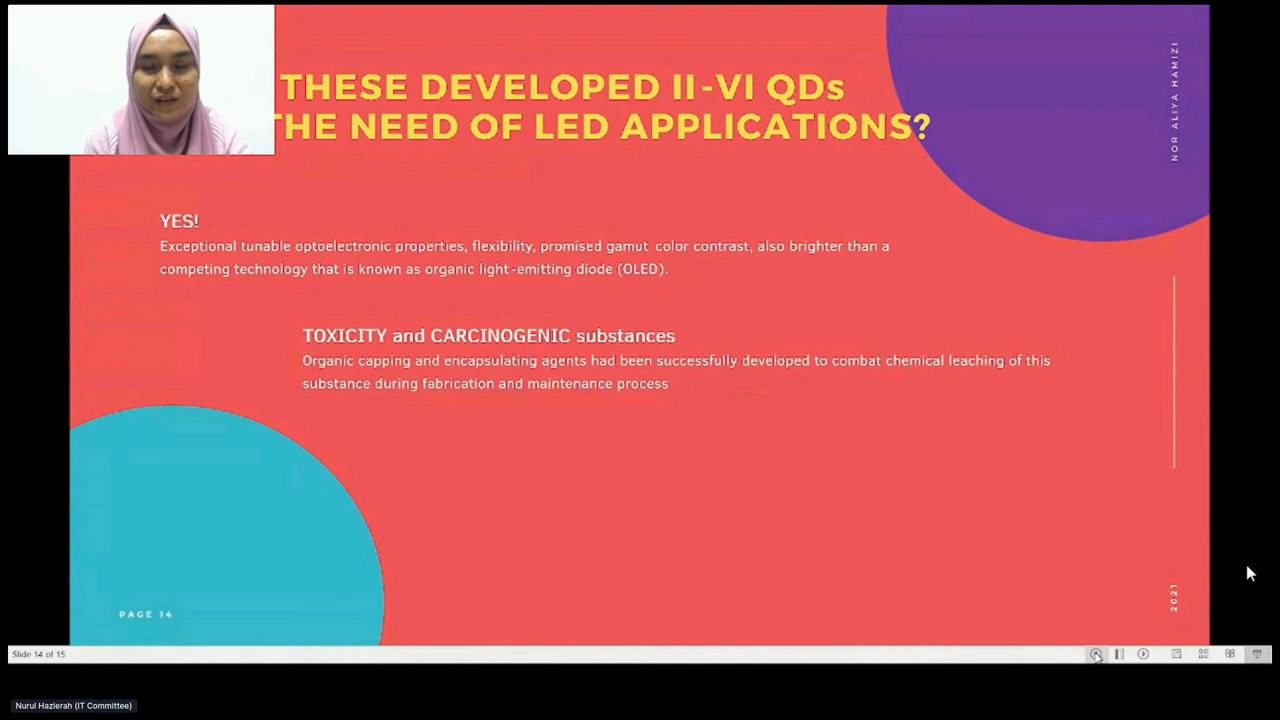 THESE DEVELOPED II-VI QDs
THE NEED OF LED APPLICATIONS?
NOR ALIYA HAMIZI
YES!
Exceptional tunable optoelectronic properties, flexibility, promised gamut color contrast, also brighter than a
competing technology that is known as organic light-emitting diode (OLED).
TOXICITY and CARCINOGENIC substances
Organic capping and encapsulating agents had been successfully developed to combat chemical leaching of this
substance during fabrication and maintenance process
2021
PAGE 14
Slide 14 of 15
Nurul Hazierah (IT Committee)